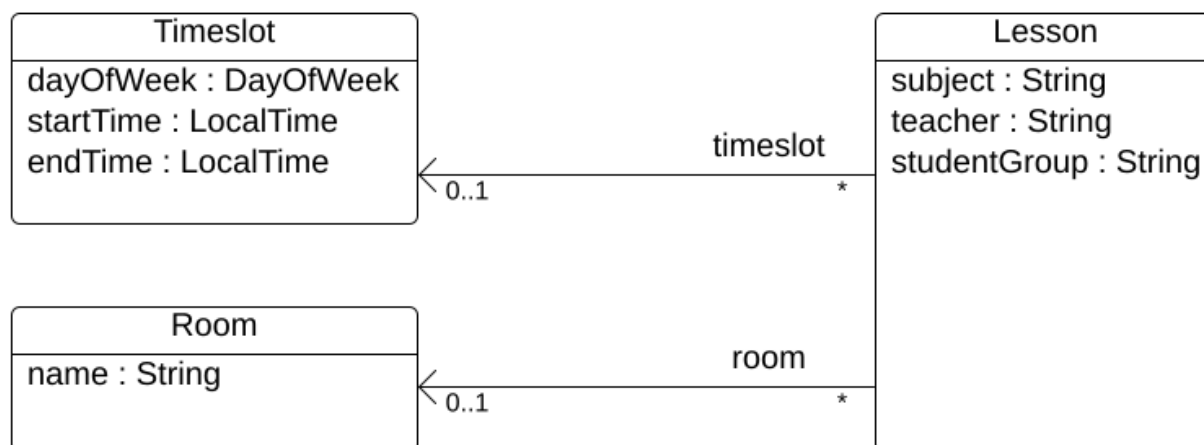 Timeslot
dayOfWeek : DayOfWeek
startTime : LocalTime
endTime : LocalTime
timeslot
0..1
*
Lesson
subject : String
teacher : String
studentGroup : String
Room
name : String
room
0..1
*